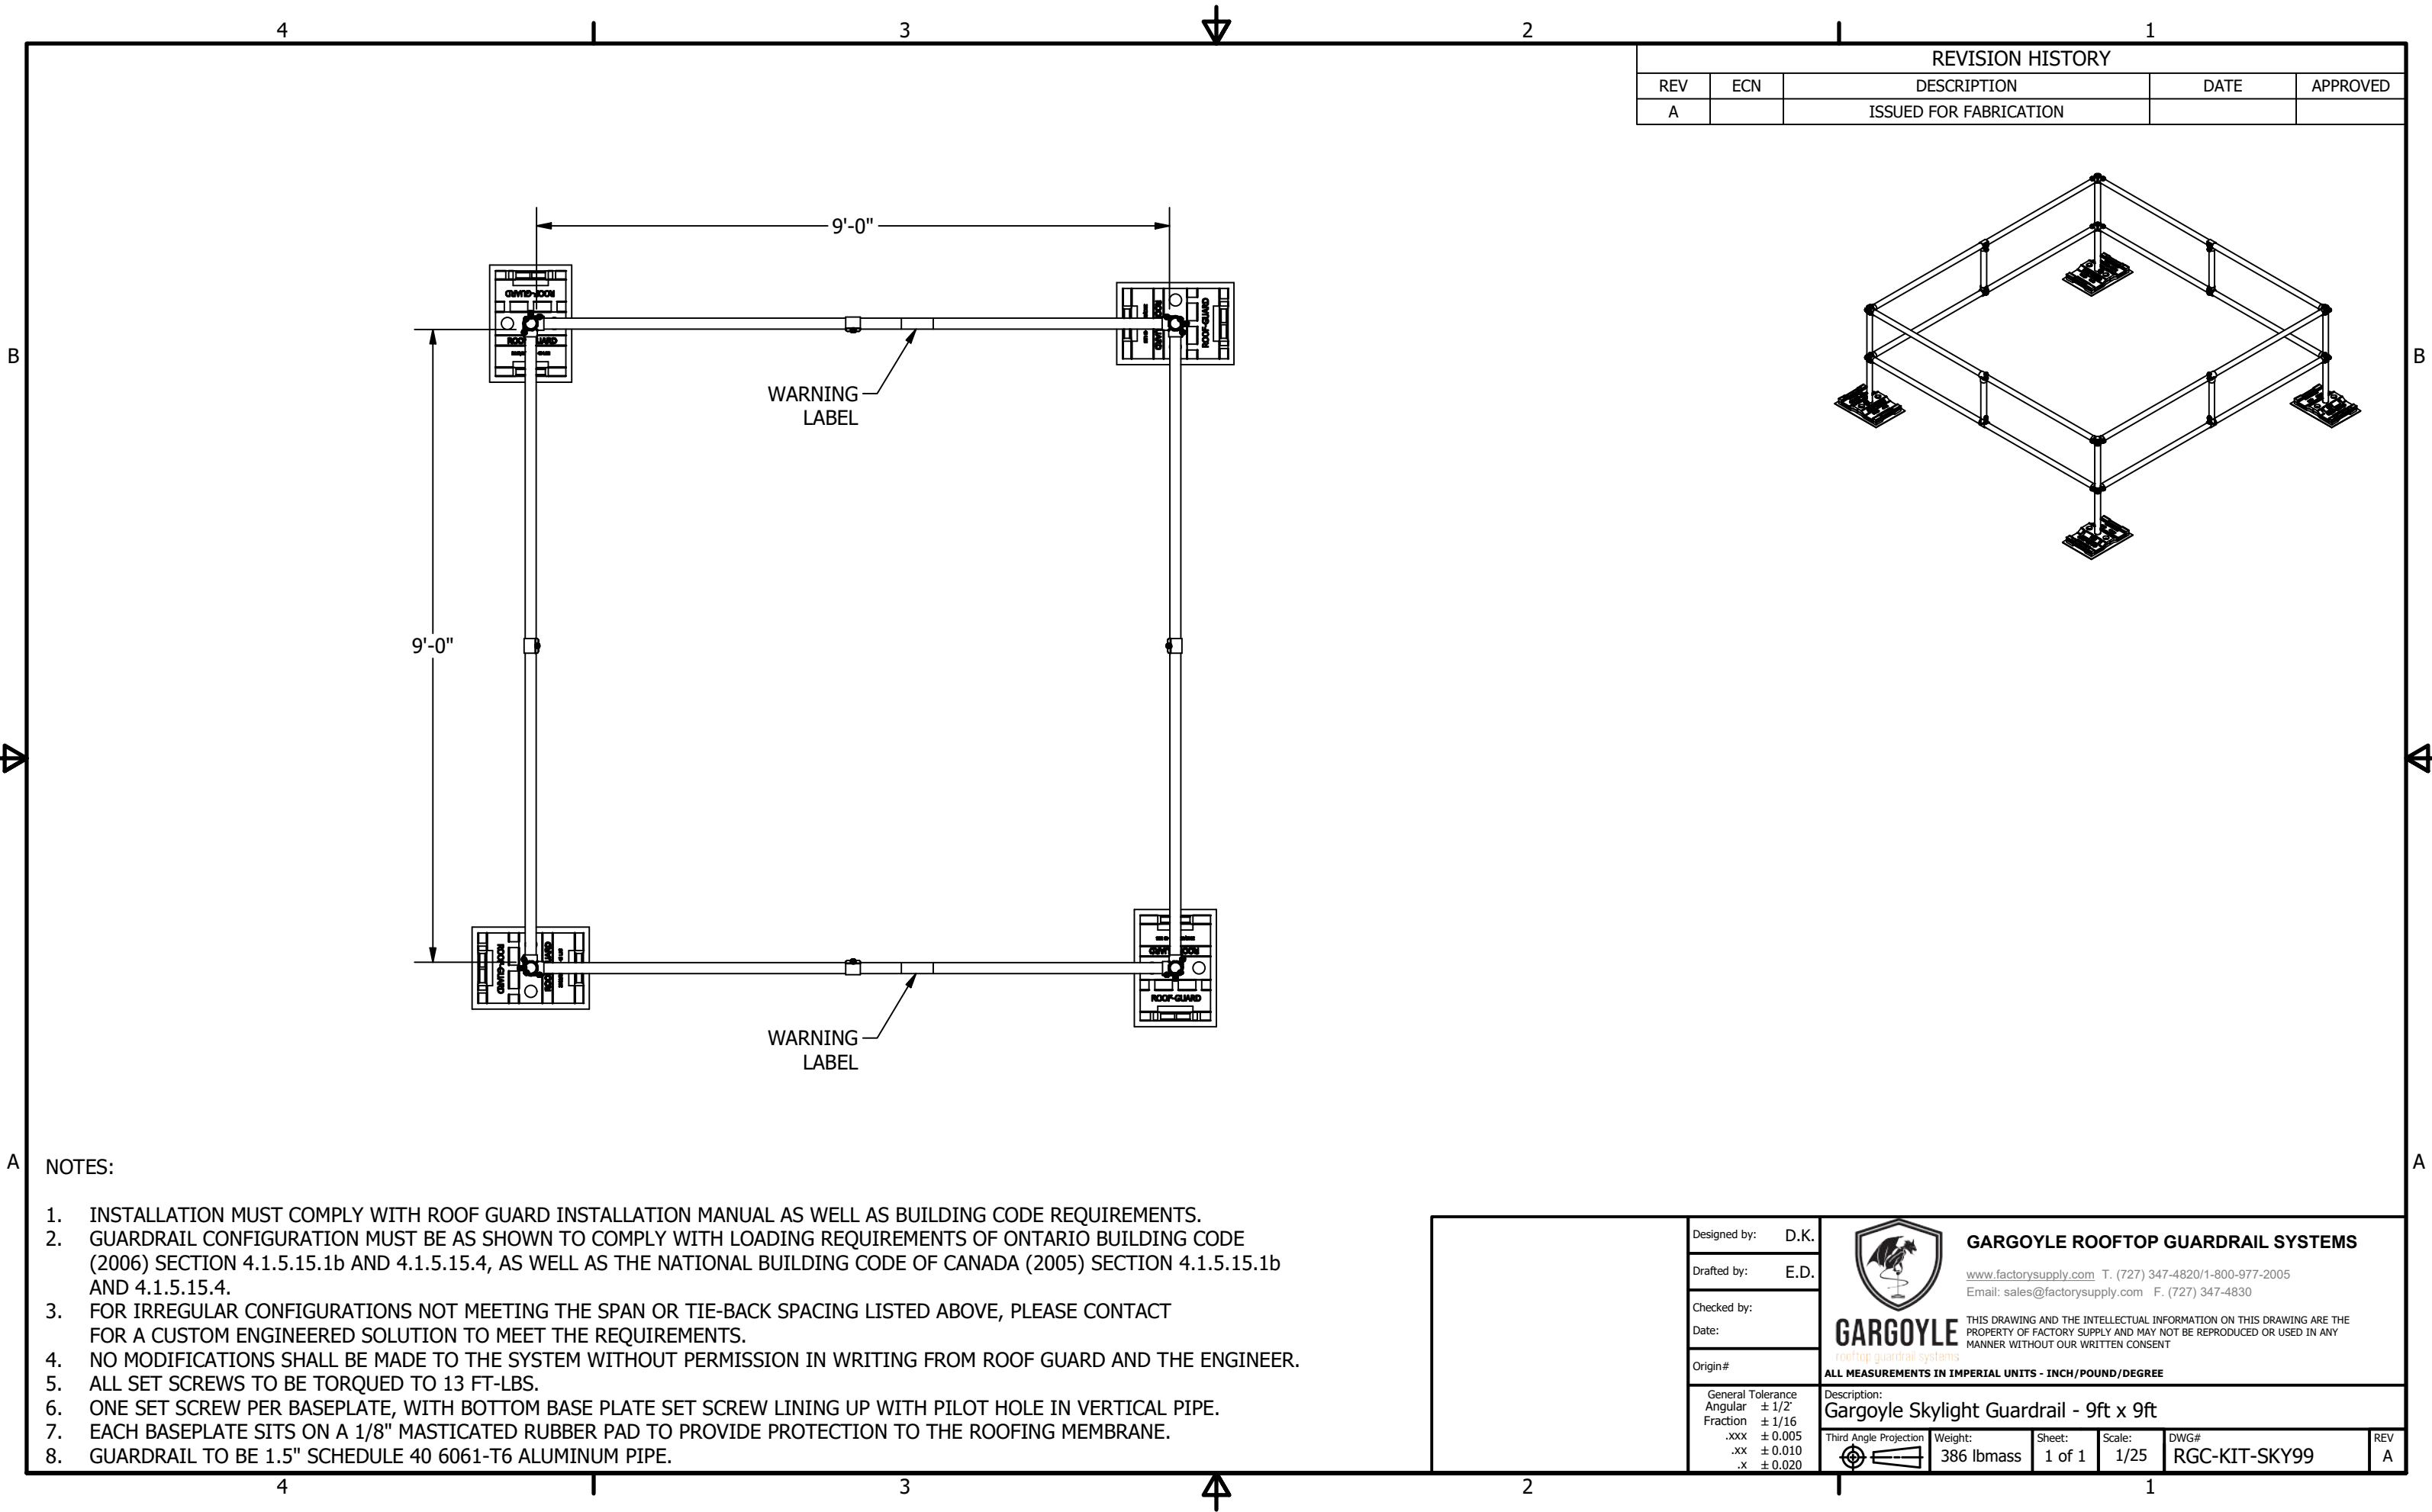 4 3 2 1
REVISION HISTORY
REV ECN DESCRIPTION DATE APPROVED
A ISSUED FOR FABRICATION
9'-0"
ROOF-GUARD
ROOF-GUARD
B B
WARNING
LABEL
9'-0"
ROOF-GUARD
ROOF-GUARD
WARNING
LABEL
A A
NOTES:
1. INSTALLATION MUST COMPLY WITH ROOF GUARD INSTALLATION MANUAL AS WELL AS BUILDING CODE REQUIREMENTS.
2. GUARDRAIL CONFIGURATION MUST BE AS SHOWN TO COMPLY WITH LOADING REQUIREMENTS OF ONTARIO BUILDING CODE
(2006) SECTION 4.1.5.15.1b AND 4.1.5.15.4, AS WELL AS THE NATIONAL BUILDING CODE OF CANADA (2005) SECTION 4.1.5.15.1b
AND 4.1.5.15.4.
3. FOR IRREGULAR CONFIGURATIONS NOT MEETING THE SPAN OR TIE-BACK SPACING LISTED ABOVE, PLEASE CONTACT
FOR A CUSTOM ENGINEERED SOLUTION TO MEET THE REQUIREMENTS.
4. NO MODIFICATIONS SHALL BE MADE TO THE SYSTEM WITHOUT PERMISSION IN WRITING FROM ROOF GUARD AND THE ENGINEER.
5. ALL SET SCREWS TO BE TORQUED TO 13 FT-LBS.
6. ONE SET SCREW PER BASEPLATE, WITH BOTTOM BASE PLATE SET SCREW LINING UP WITH PILOT HOLE IN VERTICAL PIPE.
7. EACH BASEPLATE SITS ON A 1/8" MASTICATED RUBBER PAD TO PROVIDE PROTECTION TO THE ROOFING MEMBRANE.
8. GUARDRAIL TO BE 1.5" SCHEDULE 40 6061-T6 ALUMINUM PIPE.
Designed by: D.K.
Drafted by: E.D.
Checked by:
Date:
Origin#
General Tolerance
Angular ± 1/2°
Fraction ± 1/16
.xxx ± 0.005
.xx ± 0.010
.x ± 0.020
GARGOYLE
rooftop guardrail systems
GARGOYLE ROOFTOP GUARDRAIL SYSTEMS
www.factorysupply.com T. (727) 347-4820/1-800-977-2005
Email: sales@factorysupply.com F. (727) 347-4830
THIS DRAWING AND THE INTELLECTUAL INFORMATION ON THIS DRAWING ARE THE
PROPERTY OF FACTORY SUPPLY AND MAY NOT BE REPRODUCED OR USED IN ANY
MANNER WITHOUT OUR WRITTEN CONSENT
ALL MEASUREMENTS IN IMPERIAL UNITS - INCH/POUND/DEGREE
Description:
Gargoyle Skylight Guardrail - 9ft x 9ft
Third Angle Projection Weight: Sheet: Scale: DWG# REV
386 lbmass 1 of 1 1/25 RGC-KIT-SKY99 A
4 3 2 1